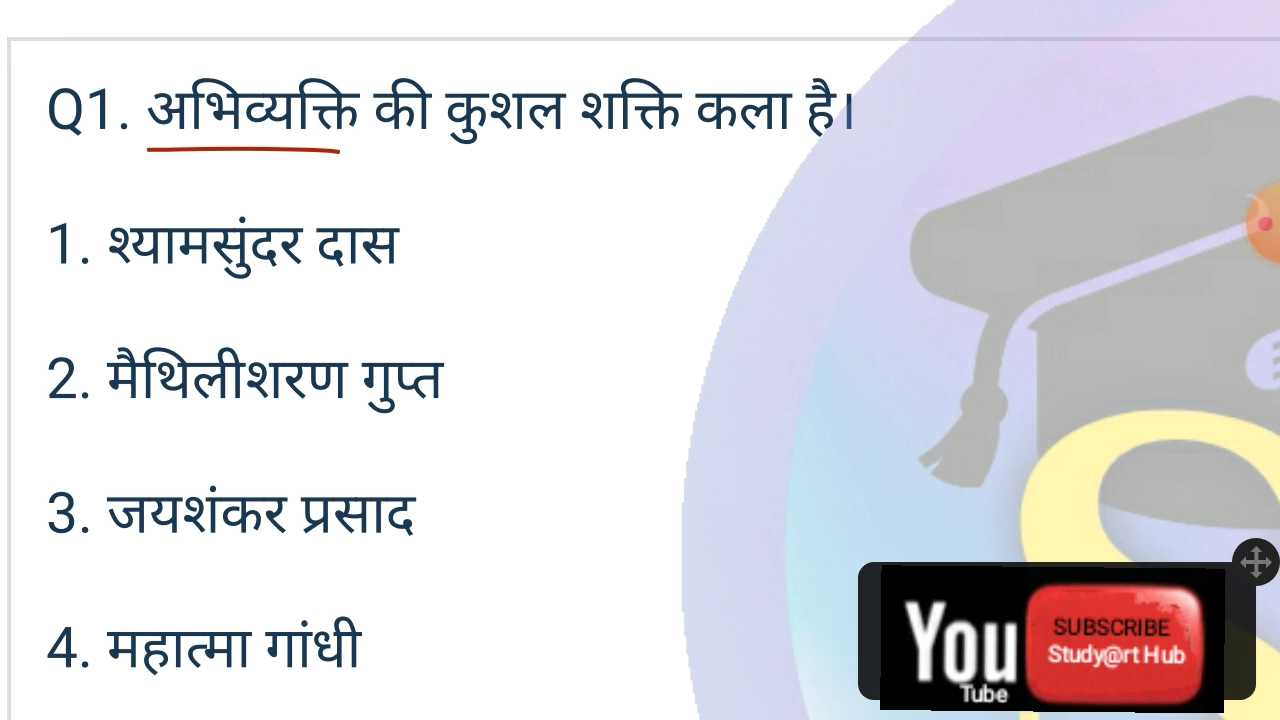 Q1. अभिव्यक्ति की कुशल शक्ति कला है।
1. श्यामसुंदर दास
2. मैथिलीशरण गुप्त
3. जयशंकर प्रसाद
4. महात्मा गांधी
You
Tube
SUBSCRIBE
Study@rt Hub